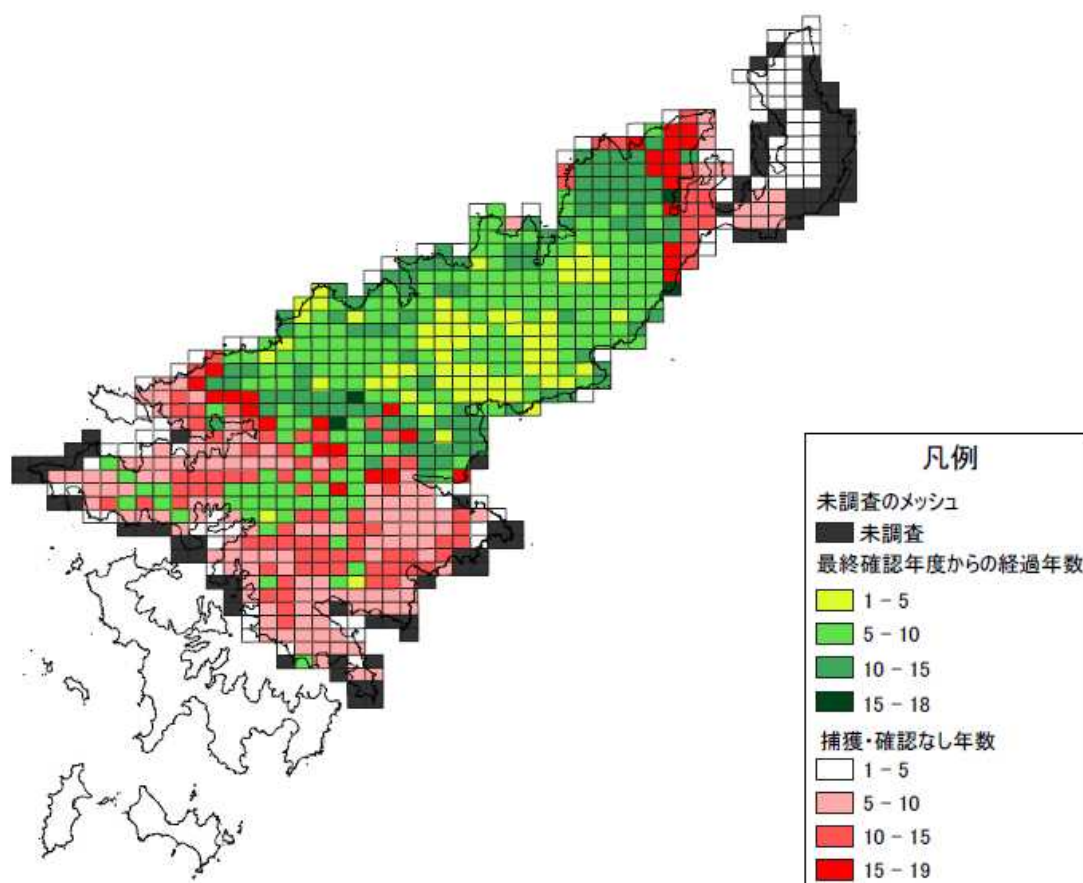 凡例
未調査のメッシュ
未調査
最終確認年度からの経過年数
1 - 5
5 - 10
10 - 15
15 - 18
捕獲・確認なし年数
1 - 5
5 - 10
10 - 15
15 - 19